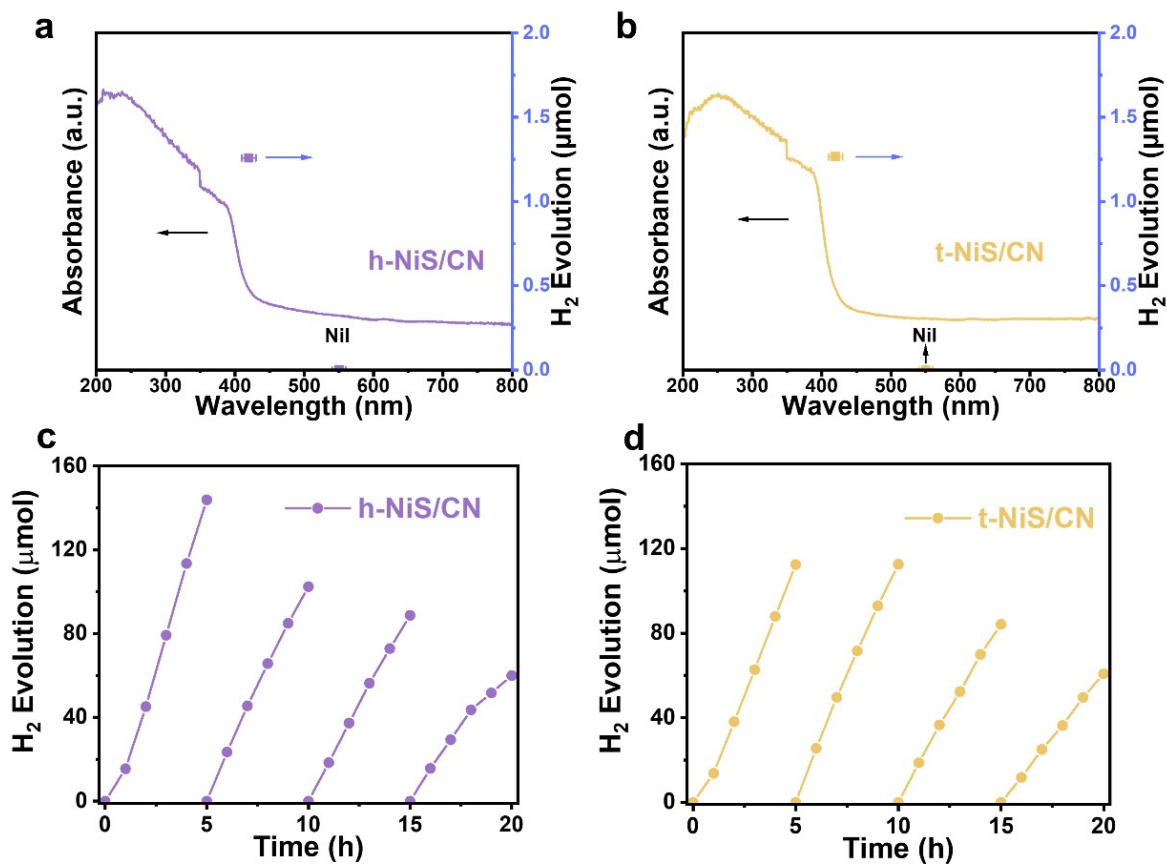 a
Absorbance (a.u.)
H2 Evolution (μmol)
2.0
1.5
1.0
0.5
0.0
h-NiS/CN
Nil
200 300 400 500 600 700 800
Wavelength (nm)
b
Absorbance (a.u.)
H2 Evolution (μmol)
2.0
1.5
1.0
0.5
0.0
t-NiS/CN
Nil
200 300 400 500 600 700 800
Wavelength (nm)
c
H2 Evolution (μmol)
160
120
80
40
0
h-NiS/CN
0 5 10 15 20
Time (h)
d
H2 Evolution (μmol)
160
120
80
40
0
t-NiS/CN
0 5 10 15 20
Time (h)